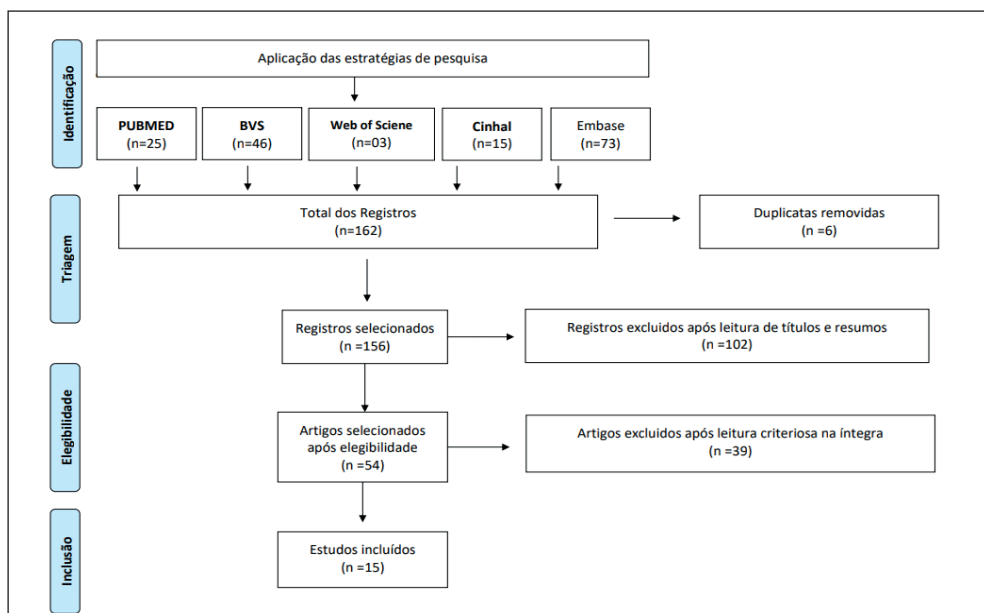 Identificação
Aplicação das estratégias de pesquisa
PUBMED
(n=25)
BVS
(n=46)
Web of Sciene
(n=03)
Cinhal
(n=15)
Embase
(n=73)
Triagem
Total dos Registros
(n=162)
Duplicatas removidas
(n =6)
Registros selecionados
(n =156)
Registros excluidos após leitura de títulos e resumos
(n =102)
Elegibilidade
Artigos selecionados
após elegibilidade
(n =54)
Artigos excluidos após leitura criteriosa na íntegra
(n =39)
Inclusão
Estudos incluídos
(n =15)